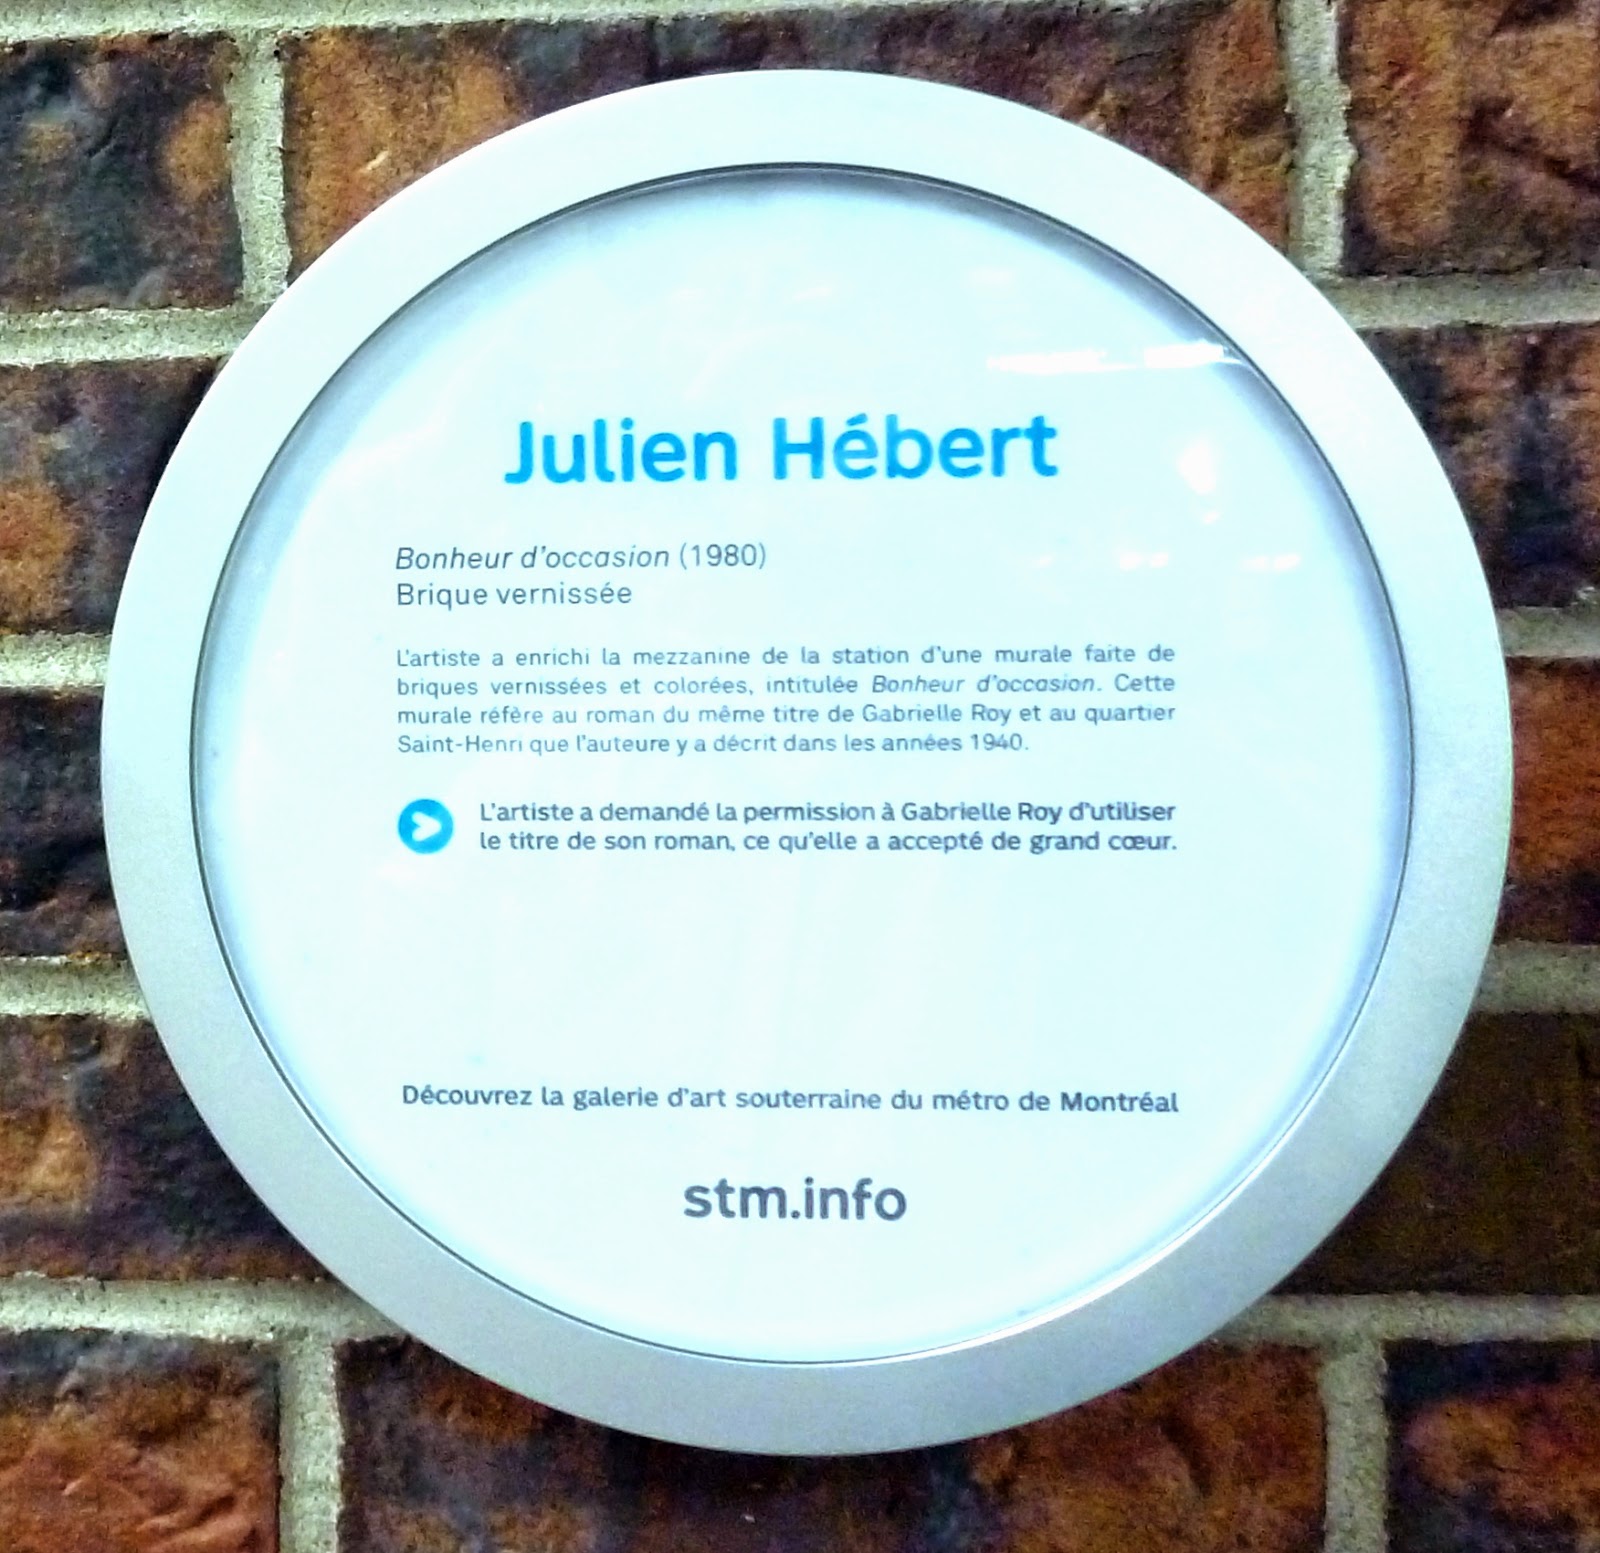 Julien Hébert
Bonheur d'occasion (1980)
Brique vernissée
L'artiste a enrichi la mezzanine de la station d'une murale faite de
briques vernissées et colorées, intitulée Bonheur d'occasion. Cette
murale réfère au roman du même titre de Gabrielle Roy et au quartier
Saint-Henri que l'auteure y a décrit dans les années 1940.
L'artiste a demandé la permission à Gabrielle Roy d'utiliser
le titre de son roman, ce qu'elle a accepté de grand cœur.
Découvrez la galerie d'art souterraine du métro de Montréal
stm.info